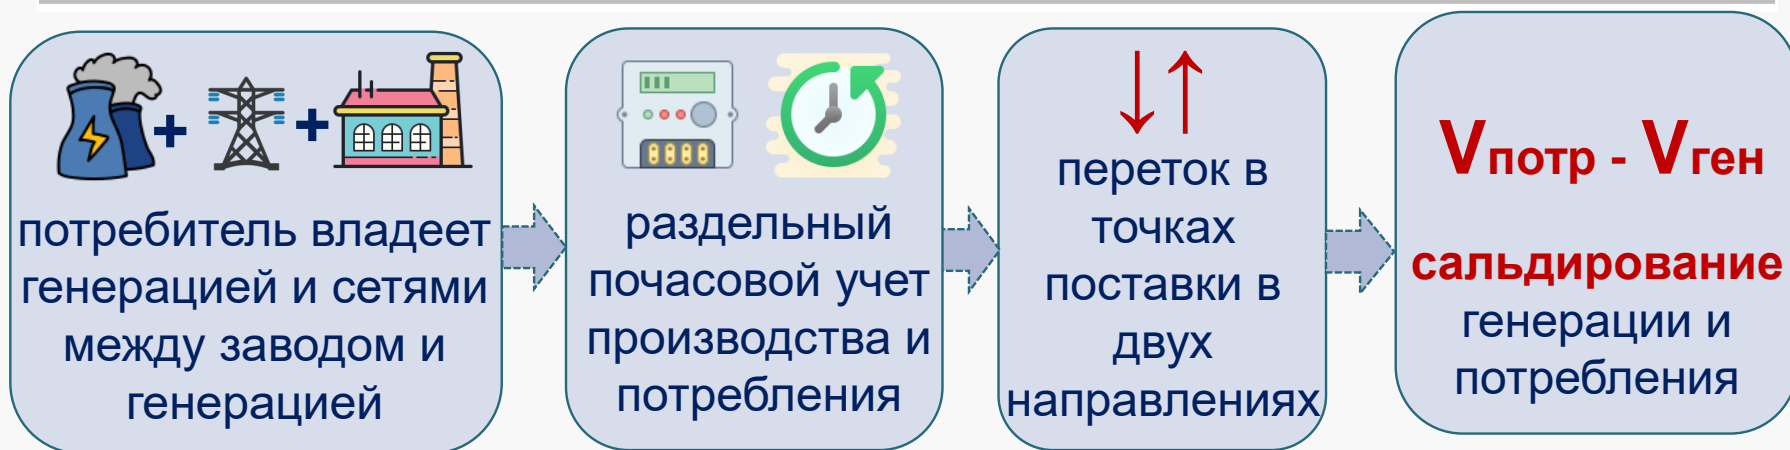 + +
потребитель владеет
генерацией и сетями
между заводом и
генерацией
раздельный
почасовой учет
производства и
потребления
↓↑
переток в
точках
поставки в
двух
направлениях
Vпотр - Vген
сальдирование
генерации и
потребления